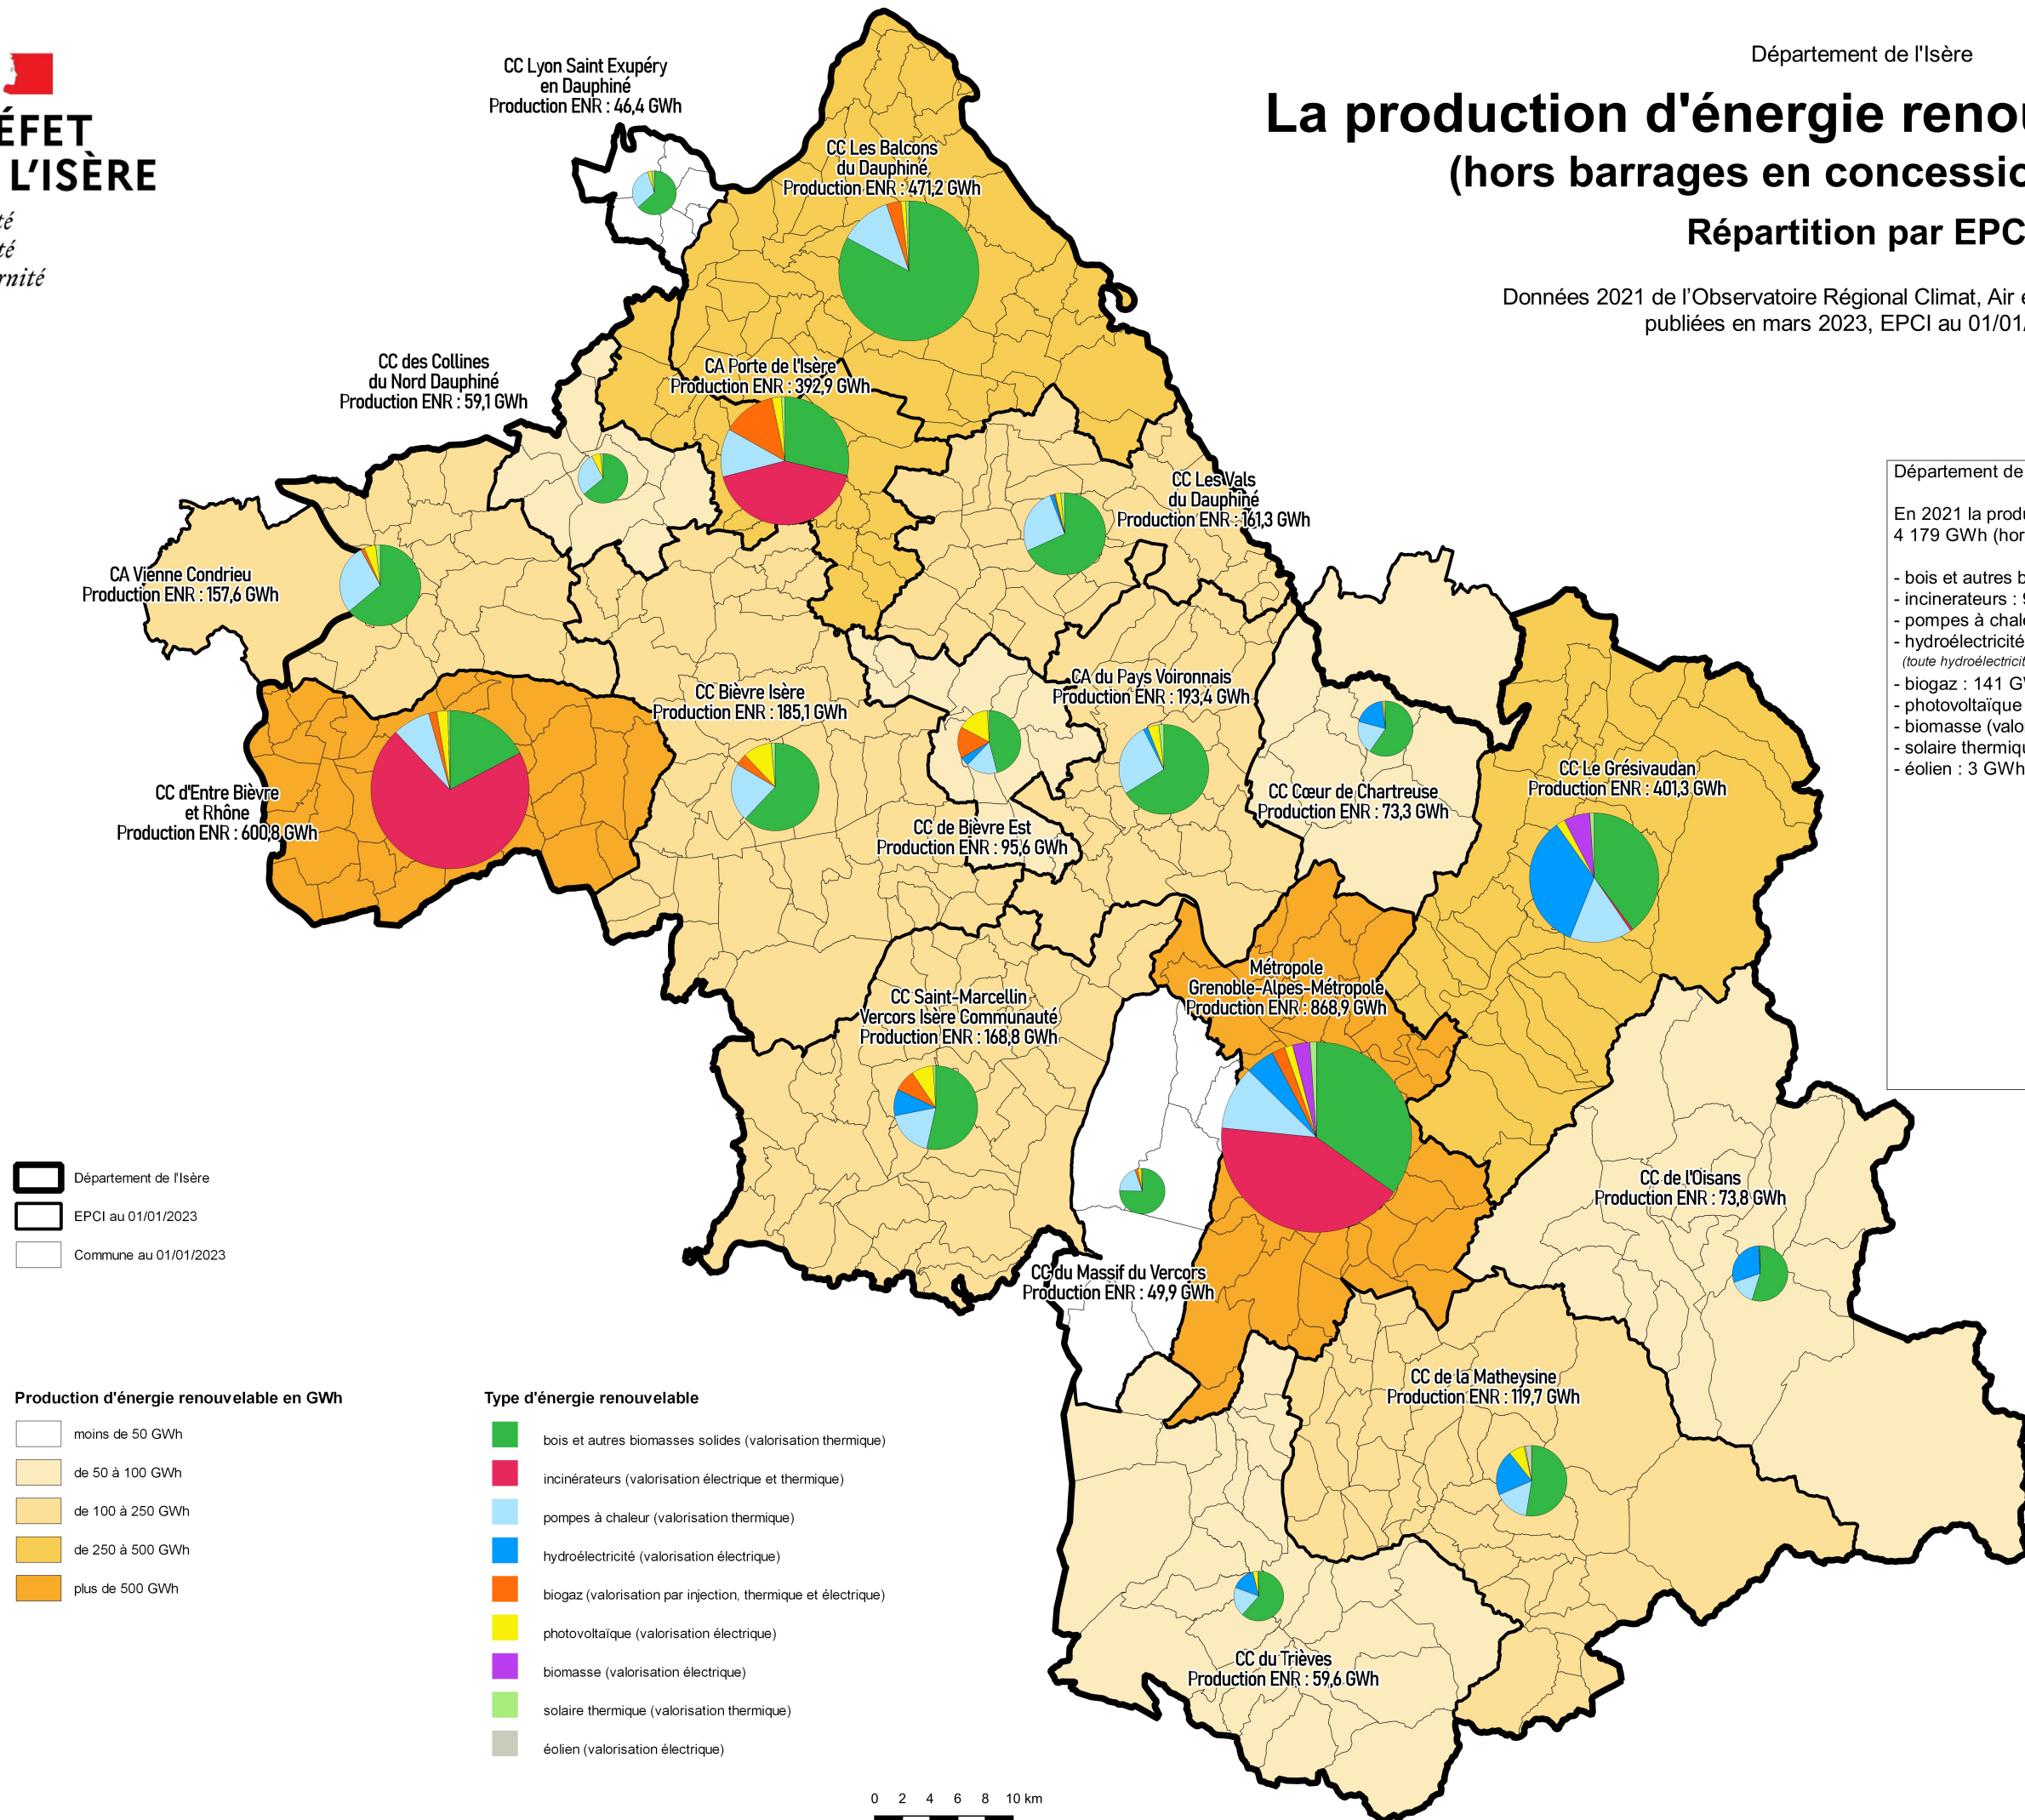 ÉFET
L'ISÈRE
té
té
rnité
Département de l'Isère
La production d'énergie renou
(hors barrages en concessio
Répartition par EPC
Données 2021 de l'Observatoire Régional Climat, Air e
publiées en mars 2023, EPCI au 01/01/
CC Lyon Saint Exupéry
en Dauphiné
Production ENR : 46,4 GWh
CC Les Balcons
du Dauphiné
Production ENR : 471,2 GWh
CC des Collines
du Nord Dauphiné
Production ENR : 59,1 GWh
CA Porte de l'Isère
Production ENR : 392,9 GWh
CC Les Vals
du Dauphiné
Production ENR : 161,3 GWh
CA Vienne Condrieu
Production ENR : 157,6 GWh
CC Bièvre Isère
Production ENR : 185,1 GWh
CA du Pays Voironnais
Production ENR : 193,4 GWh
CC d'Entre Bièvre
et Rhône
Production ENR : 600,8 GWh
CC de Bièvre Est
Production ENR : 95,6 GWh
CC Cœur de Chartreuse
Production ENR : 73,3 GWh
CC Le Grésivaudan
Production ENR : 401,3 GWh
Métropole
Grenoble-Alpes-Métropole
Production ENR : 868,9 GWh
CC Saint-Marcellin
Vercors Isère Communauté
Production ENR : 168,8 GWh
CC de l'Oisans
Production ENR : 73,8 GWh
CC du Massif du Vercors
Production ENR : 49,9 GWh
CC de la Matheysine
Production ENR : 119,7 GWh
CC du Trièves
Production ENR : 59,6 GWh
Département de
En 2021 la produ
4 179 GWh (hor
- bois et autres b
- incinerateurs : 9
- pompes à chale
- hydroélectricité
(toute hydroélectricit
- biogaz : 141 GW
- photovoltaïque
- biomasse (valor
- solaire thermiqu
- éolien : 3 GWh
Département de l'Isère
EPCI au 01/01/2023
Commune au 01/01/2023
Production d'énergie renouvelable en GWh
moins de 50 GWh
de 50 à 100 GWh
de 100 à 250 GWh
de 250 à 500 GWh
plus de 500 GWh
Type d'énergie renouvelable
bois et autres biomasses solides (valorisation thermique)
incinérateurs (valorisation électrique et thermique)
pompes à chaleur (valorisation thermique)
hydroélectricité (valorisation électrique)
biogaz (valorisation par injection, thermique et électrique)
photovoltaïque (valorisation électrique)
biomasse (valorisation électrique)
solaire thermique (valorisation thermique)
éolien (valorisation électrique)
0 2 4 6 8 10 km